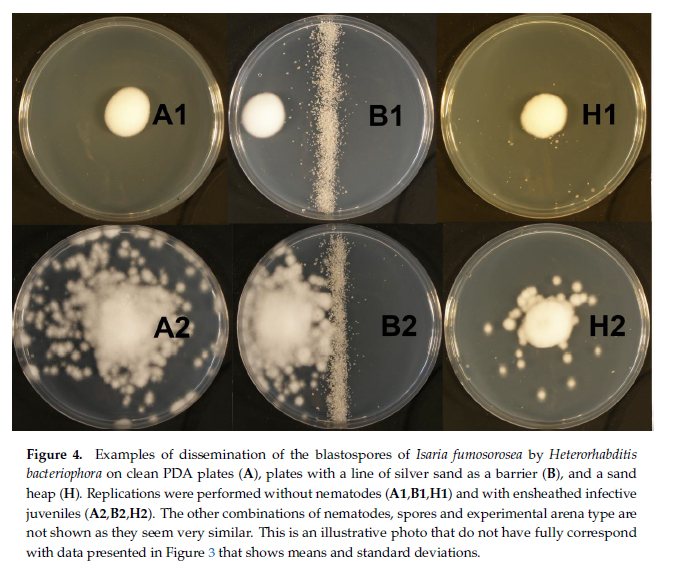 A1
B1
H1
A2
B2
H2
Figure 4. Examples of dissemination of the blastospores of Isaria fumosorosea by Heterorhabditis
bacteriophora on clean PDA plates (A), plates with a line of silver sand as a barrier (B), and a sand
heap (H). Replications were performed without nematodes (A1,B1,H1) and with ensheathed infective
juveniles (A2,B2,H2). The other combinations of nematodes, spores and experimental arena type are
not shown as they seem very similar. This is an illustrative photo that do not have fully correspond
with data presented in Figure 3 that shows means and standard deviations.